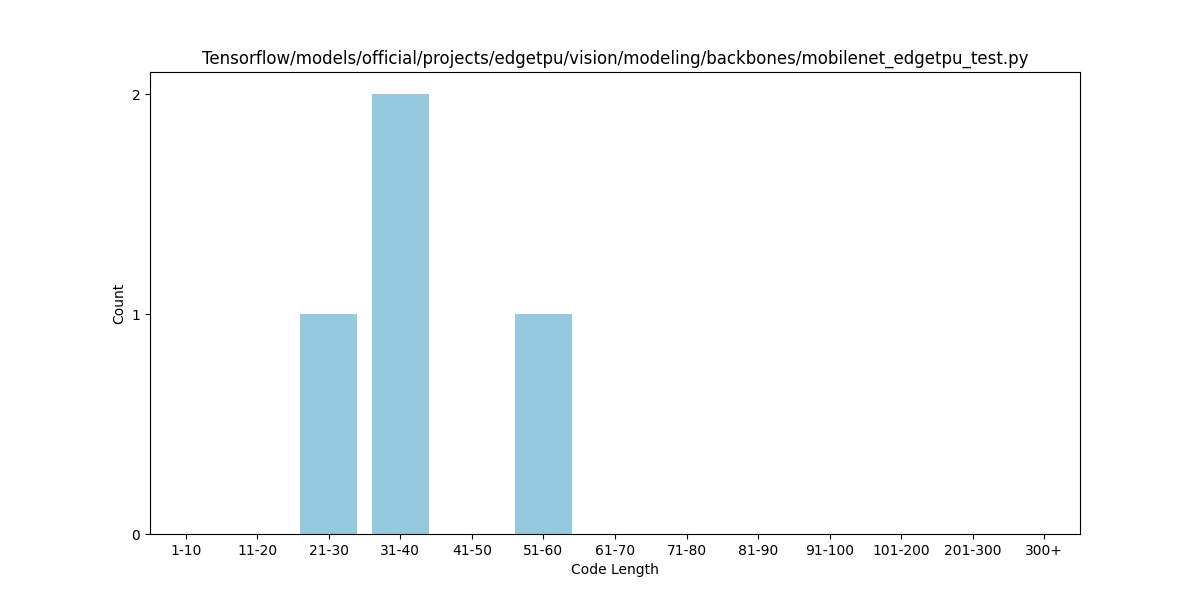 Tensorflow/models/official/projects/edgetpu/vision/modeling/backbones/mobilenet_edgetpu_test.py
2
1
0
Count
1-10 11-20 21-30 31-40 41-50 51-60 61-70 71-80 81-90 91-100 101-200 201-300 300+
Code Length